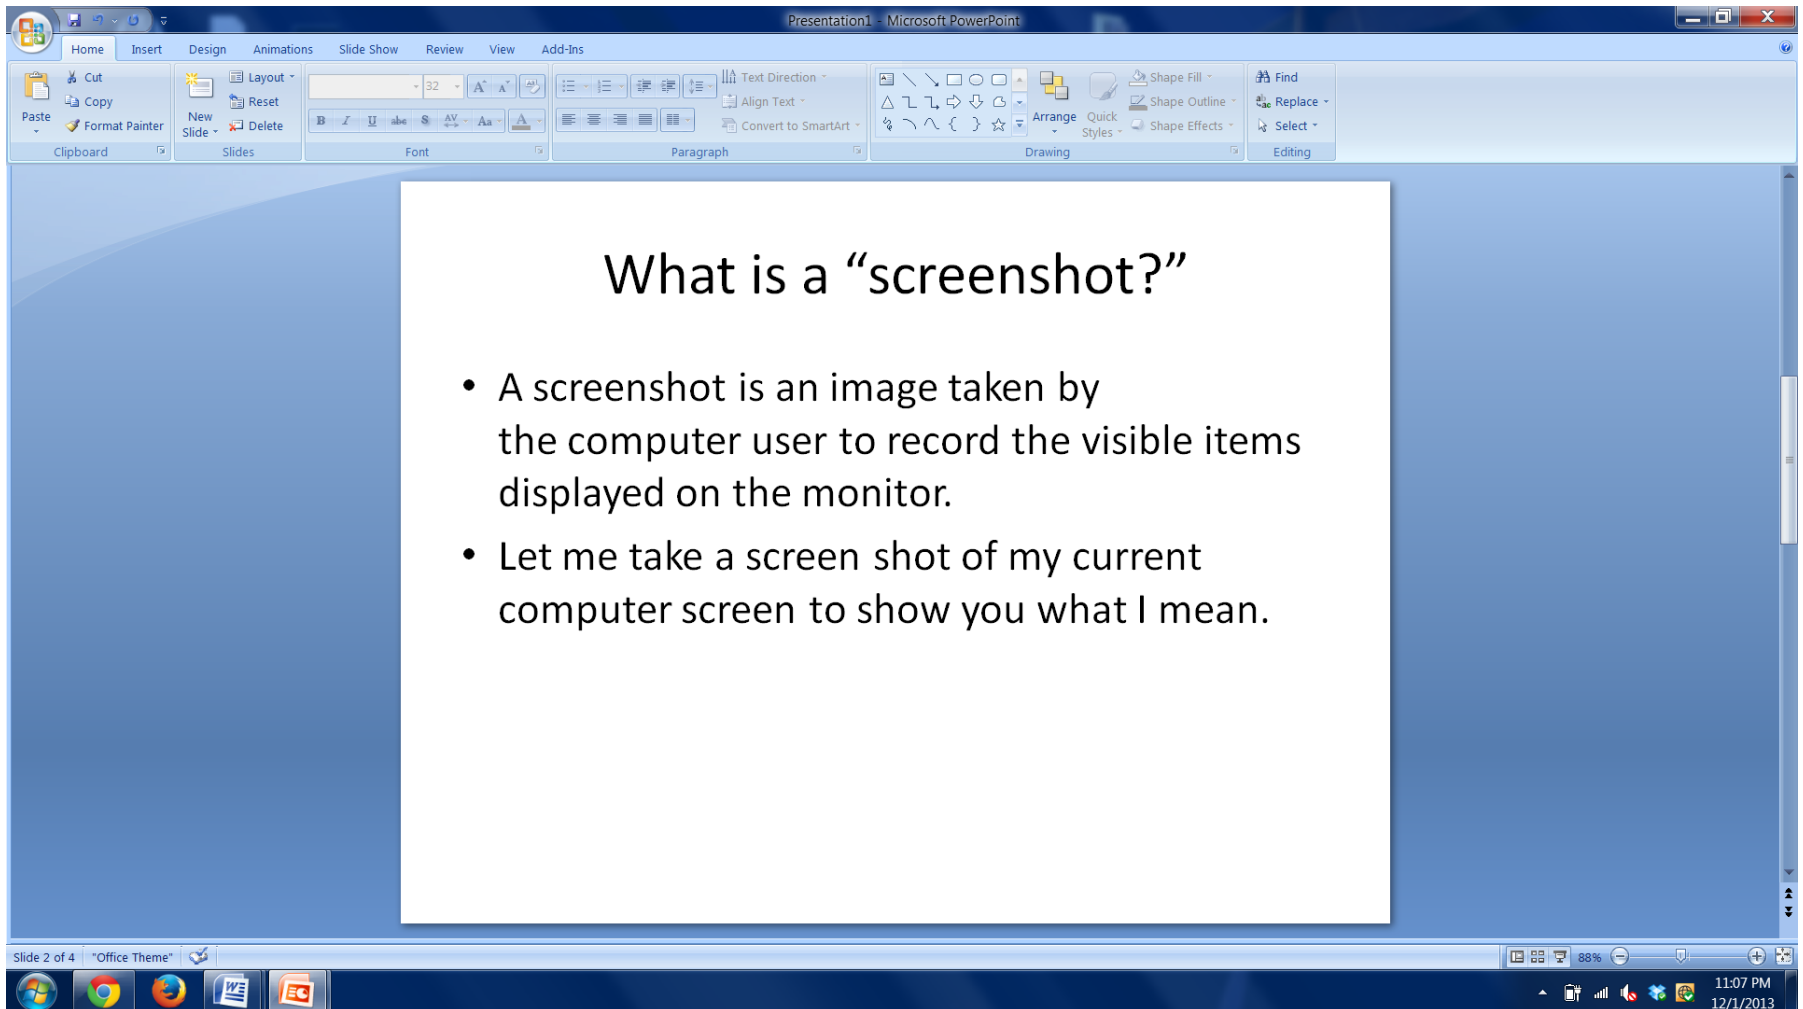 Presentation1 - Microsoft PowerPoint
Home Insert Design Animations Slide Show Review View Add-Ins
Paste
Cut
Copy
Format Painter
Clipboard
New
Slide
Layout
Reset
Delete
Slides
32
B I U abc S AV Aa A
Font
Text Direction
Align Text
Convert to SmartArt
Paragraph
Arrange
Quick
Styles
Shape Fill
Shape Outline
Shape Effects
Drawing
Find
Replace
Select
Editing
What is a “screenshot?”
• A screenshot is an image taken by
the computer user to record the visible items
displayed on the monitor.
• Let me take a screen shot of my current
computer screen to show you what I mean.
Slide 2 of 4 "Office Theme" 88%
11:07 PM
12/1/2013